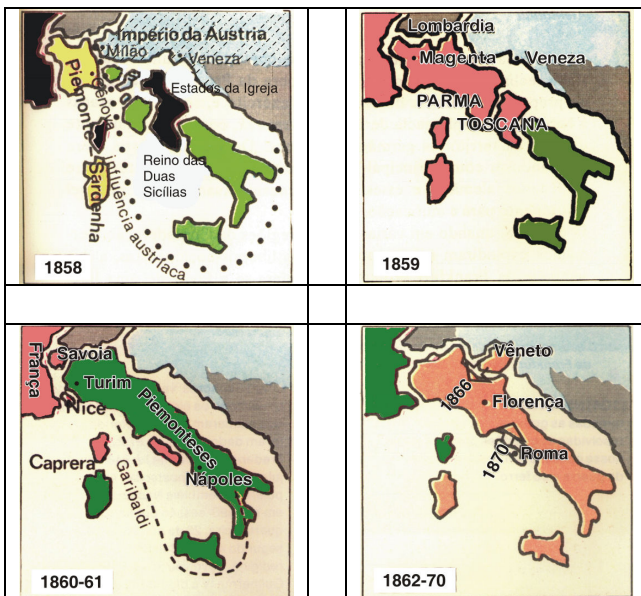 Império da Áustria
Milão
Veneza
Piemonte-Sardenha
Gênova
Estados da Igreja
Reino das
Duas
Sicílias
influência austríaca
1858
Lombardia
Magenta
Veneza
PARMA
TOSCANA
1859
França
Savoia
Turim
Nice
Piemonteses
Caprera
Garibaldi
Nápoles
1860-61
Vêneto
1866
Florença
1870
Roma
1862-70